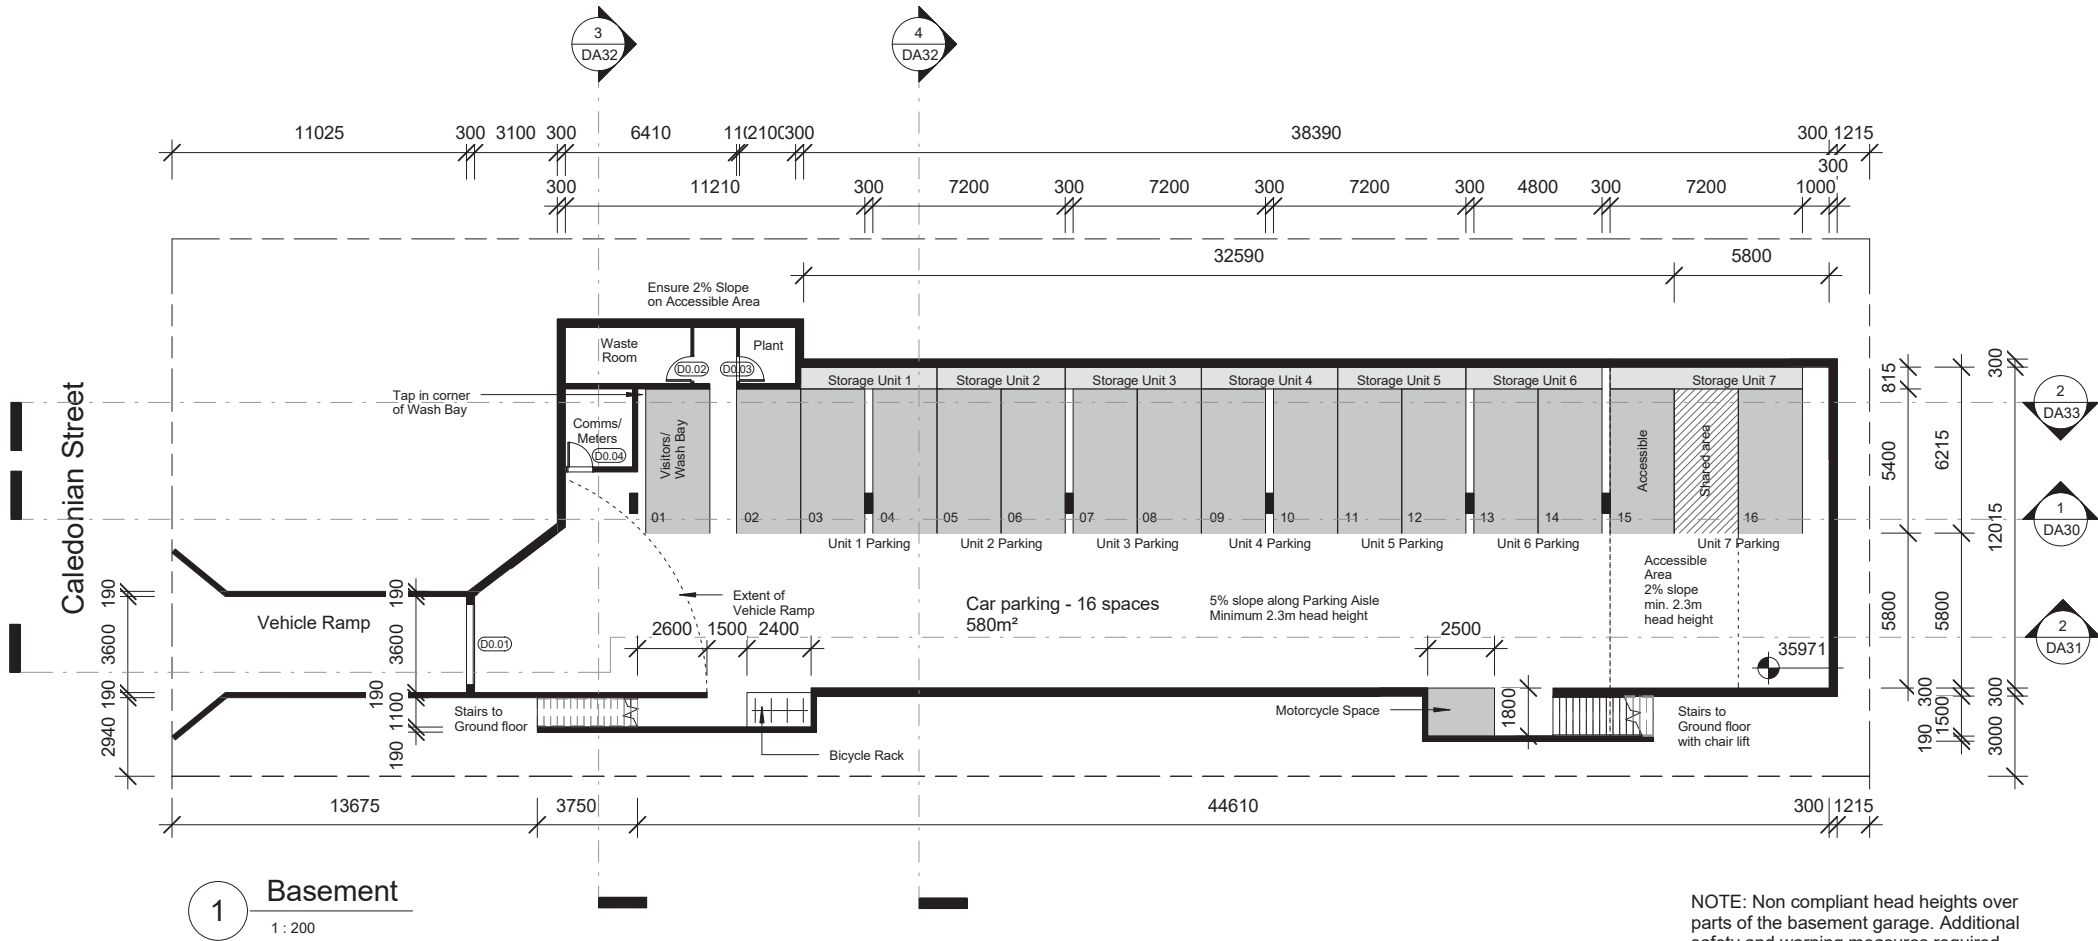 3
DA32
4
DA32
11025
300
3100
300
6410
2100
300
38390
300
1215
300
300
11210
300
7200
300
7200
300
7200
300
4800
300
7200
1000
32590
5800
Ensure 2% Slope
on Accessible Area
Waste
Room
D0.02
D0.03
Plant
Storage Unit 1
Storage Unit 2
Storage Unit 3
Storage Unit 4
Storage Unit 5
Storage Unit 6
Storage Unit 7
815
300
Caledonian Street
Tap in corner
of Wash Bay
Comms/
Meters
D0.04
Visitors/
Wash Bay
Accessible
Shared area
5400
6215
12015
2
DA33
1
DA30
01
02
03
04
05
06
07
08
09
10
11
12
13
14
15
16
Unit 1 Parking
Unit 2 Parking
Unit 3 Parking
Unit 4 Parking
Unit 5 Parking
Unit 6 Parking
Unit 7 Parking
Accessible
Area
2% slope
min. 2.3m
head height
190
3600
190
2940
Vehicle Ramp
190
3600
190
1100
190
D0.01
Extent of
Vehicle Ramp
Car parking - 16 spaces
580m²
5% slope along Parking Aisle
Minimum 2.3m head height
2600
1500
2400
2500
5800
5800
2
DA31
35971
Stairs to
Ground floor
Bicycle Rack
Motorcycle Space
1800
Stairs to
Ground floor
with chair lift
300
190
1500
300
3000
13675
3750
44610
300
1215
1
Basement
1 : 200
NOTE: Non compliant head heights over
parts of the basement garage. Additional
safety and warning measures required